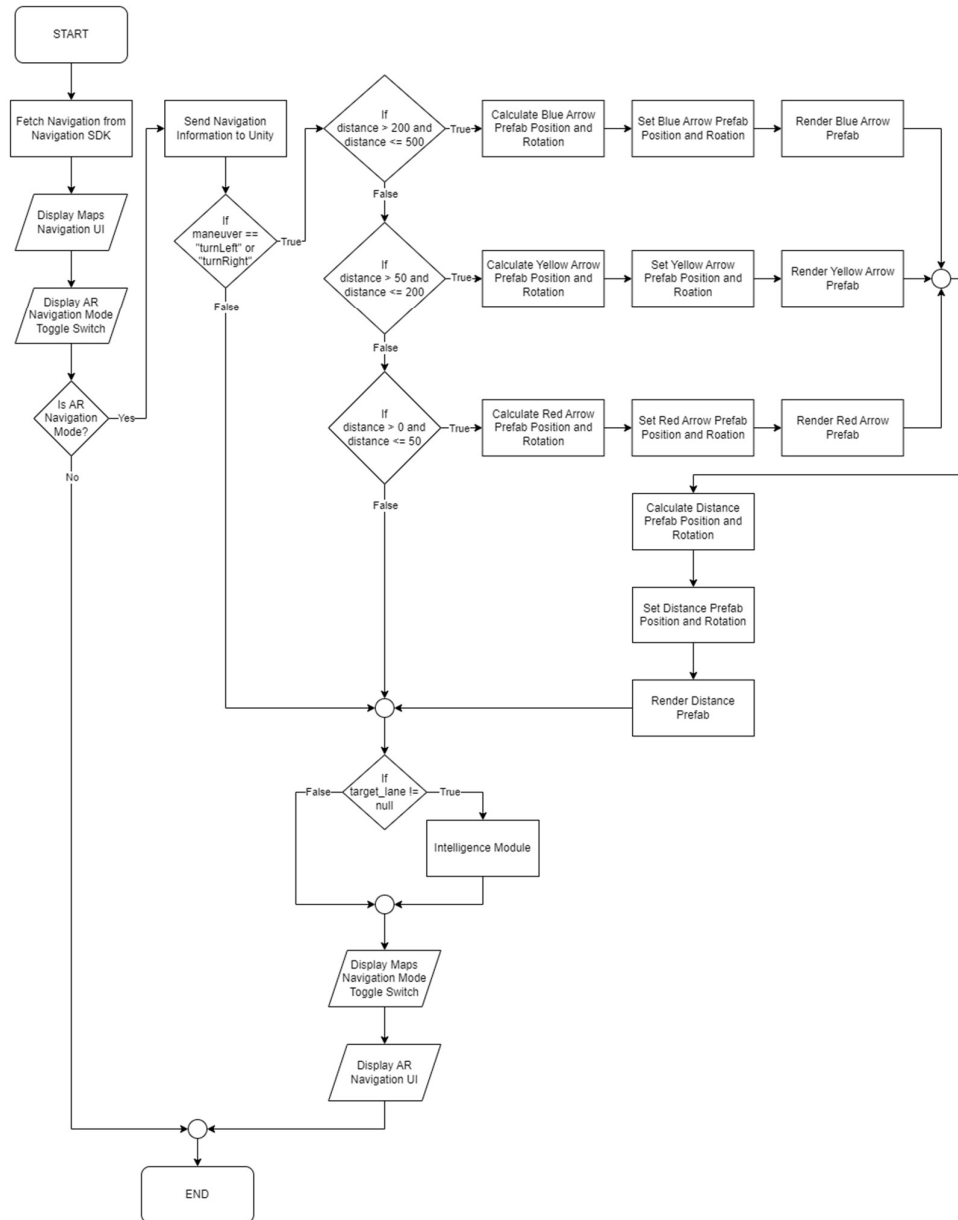 START
Fetch Navigation from
Navigation SDK
Display Maps
Navigation UI
Display AR
Navigation Mode
Toggle Switch
Is AR
Navigation
Mode?
Yes
No
Send Navigation
Information to Unity
If
maneuver ==
"turnLeft" or
"turnRight"
True
False
If
distance > 200 and
distance <= 500
True
False
Calculate Blue Arrow
Prefab Position and
Rotation
Set Blue Arrow Prefab
Position and Roation
Render Blue Arrow
Prefab
If
distance > 50 and
distance <= 200
True
False
Calculate Yellow Arrow
Prefab Position and
Rotation
Set Yellow Arrow
Prefab Position and
Roation
Render Yellow Arrow
Prefab
If
distance > 0 and
distance <= 50
True
False
Calculate Red Arrow
Prefab Position and
Rotation
Set Red Arrow Prefab
Position and Roation
Render Red Arrow
Prefab
Calculate Distance
Prefab Position and
Rotation
Set Distance Prefab
Position and Rotation
Render Distance
Prefab
If
target_lane !=
null
False
True
Intelligence Module
Display Maps
Navigation Mode
Toggle Switch
Display AR
Navigation UI
END